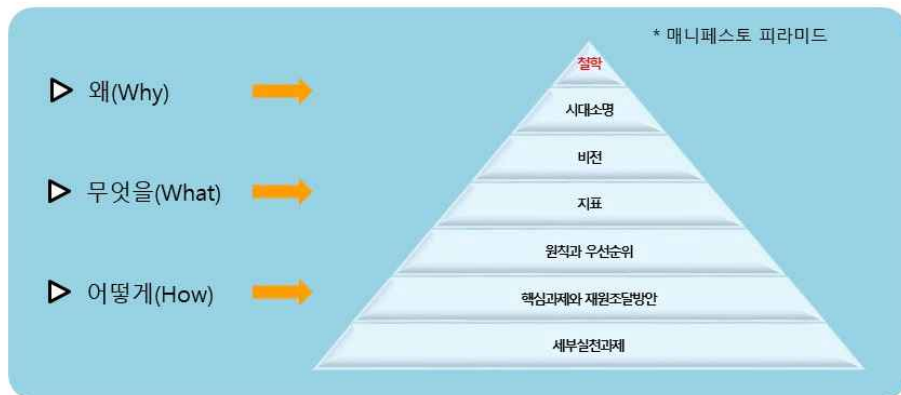 * 매니페스토 피라미드
왜(Why)
무엇을(What)
어떻게(How)
철학
시대소명
비전
지표
원칙과 우선순위
핵심과제와 재원조달방안
세부실천과제